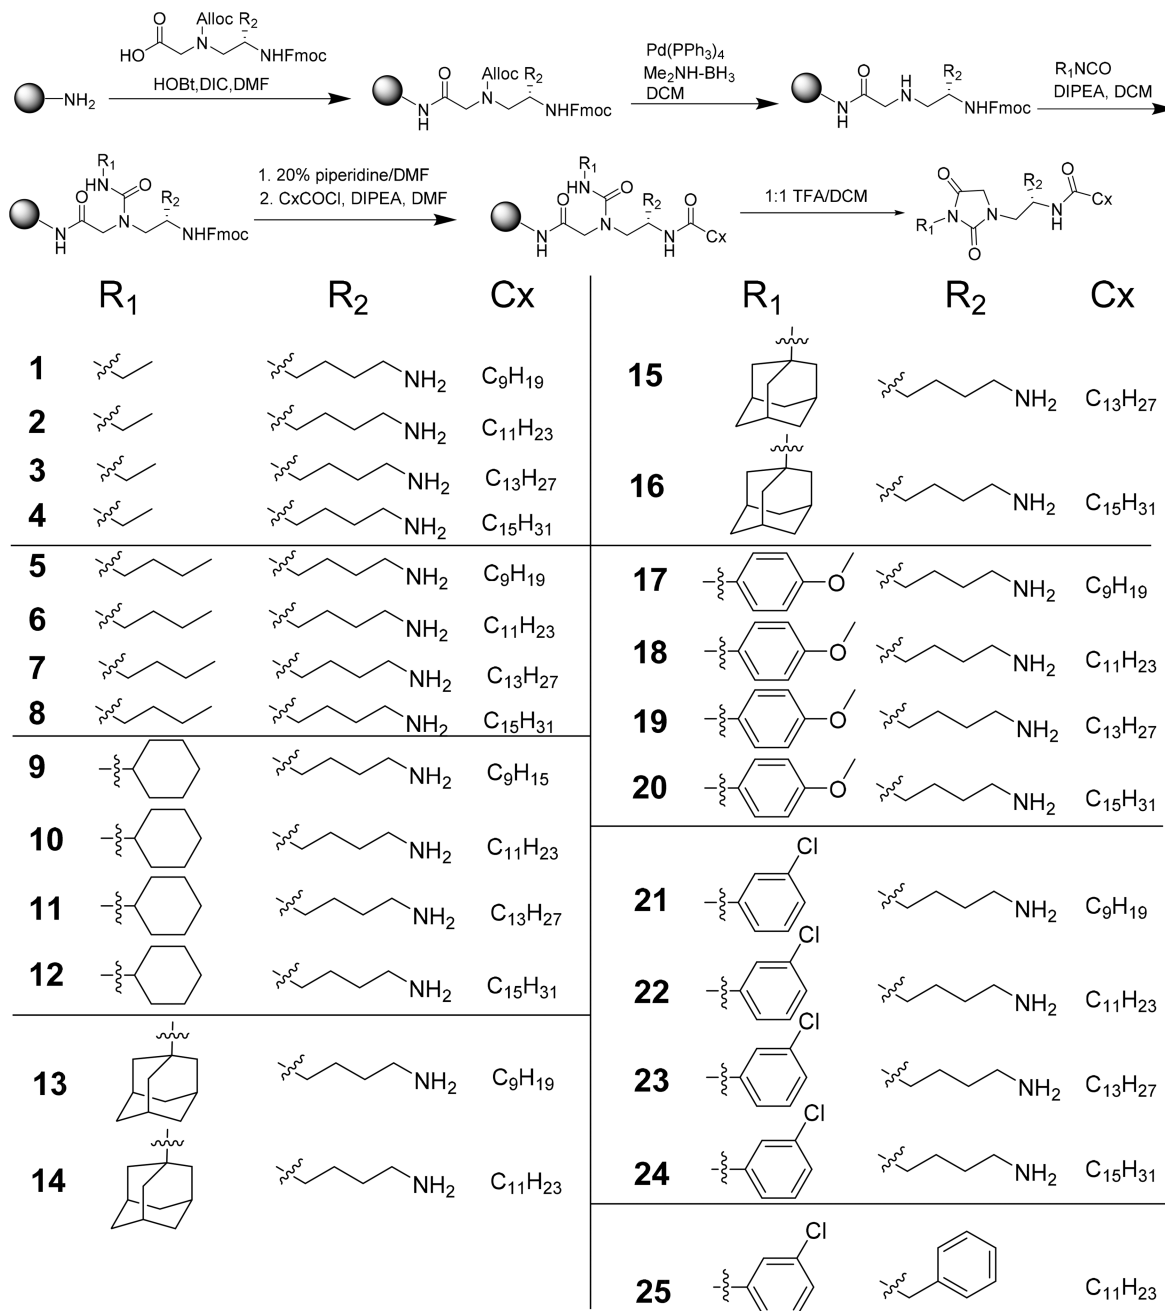 O
Alloc R2
HO N NHFmoc
HOBt,DIC,DMF
NH2
O Alloc R2
N H N NHFmoc
Pd(PPh3)4
Me2NH-BH3
DCM
O H N R2
N H NHFmoc
R1NCO
DIPEA, DCM
R1
HN O
O N R2
N H NHFmoc
1. 20% piperidine/DMF
2. CxCOCl, DIPEA, DMF
R1
HN O
O N R2 O
N H N H Cx
1:1 TFA/DCM
O R2 O
R1 N N N H Cx
O
R1 R2 Cx
1 NH2 C9H19
2 NH2 C11H23
3 NH2 C13H27
4 NH2 C15H31
5 NH2 C9H19
6 NH2 C11H23
7 NH2 C13H27
8 NH2 C15H31
9 NH2 C9H15
10 NH2 C11H23
11 NH2 C13H27
12 NH2 C15H31
13 NH2 C9H19
14 NH2 C11H23
R1 R2 Cx
15 NH2 C13H27
16 NH2 C15H31
17 O NH2 C9H19
18 O NH2 C11H23
19 O NH2 C13H27
20 O NH2 C15H31
21 Cl NH2 C9H19
22 Cl NH2 C11H23
23 Cl NH2 C13H27
24 Cl NH2 C15H31
25 Cl C11H23